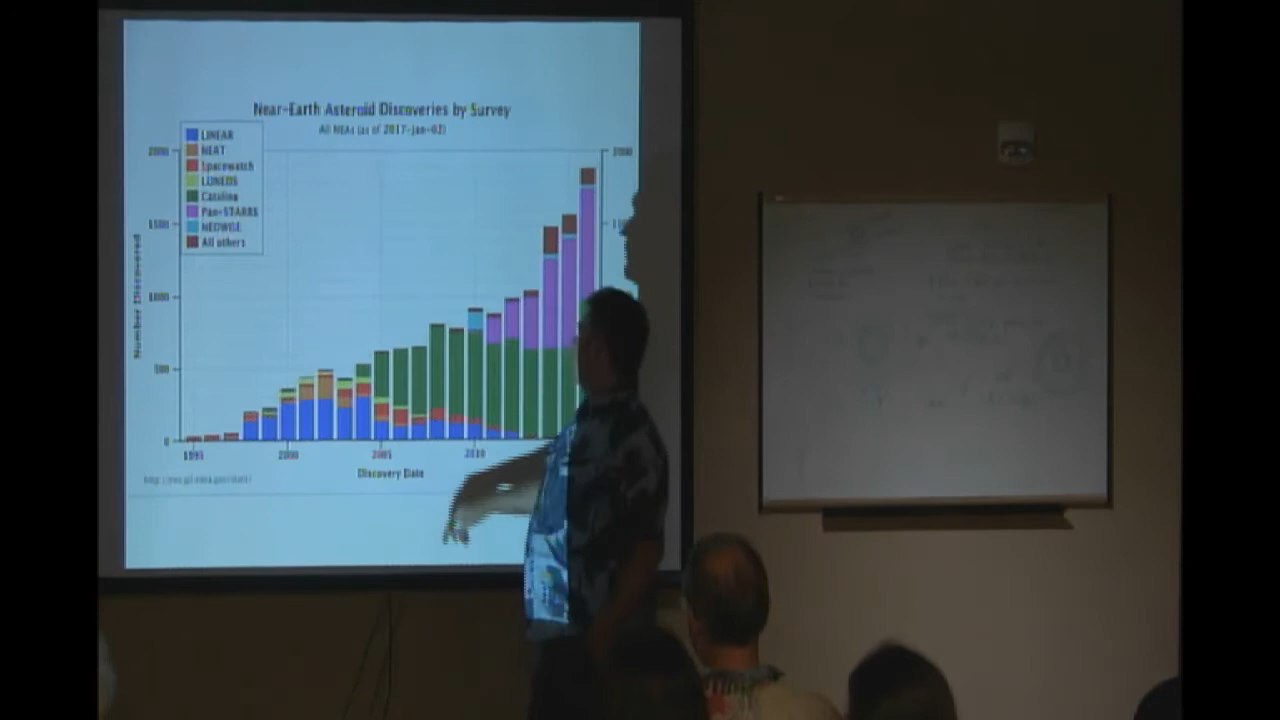 Near-Earth Asteroid Discoveries by Survey
All NEAs (as of 2017-Jan-03)
LINEAR
NEAT
Spacewatch
LONEOS
Catalina
Pan-STARRS
NEOWISE
All others
2000
2000
1500
1000
500
0
Number Discovered
1995
2000
2005
2010
Discovery Date